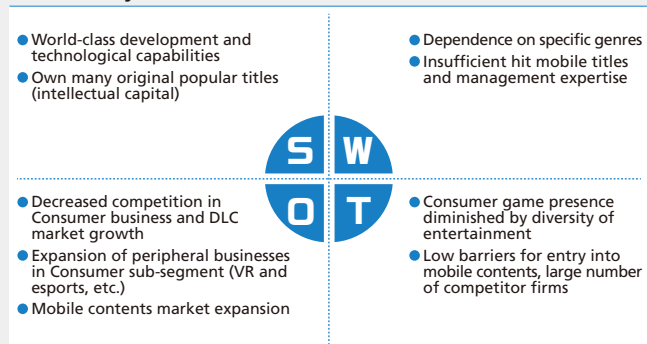 ● World-class development and
technological capabilities
● Own many original popular titles
(intellectual capital)
● Dependence on specific genres
● Insufficient hit mobile titles
and management expertise
S W
O T
● Decreased competition in
Consumer business and DLC
market growth
● Expansion of peripheral businesses
in Consumer sub-segment (VR and
esports, etc.)
● Mobile contents market expansion
● Consumer game presence
diminished by diversity of
entertainment
● Low barriers for entry into
mobile contents, large number
of competitor firms